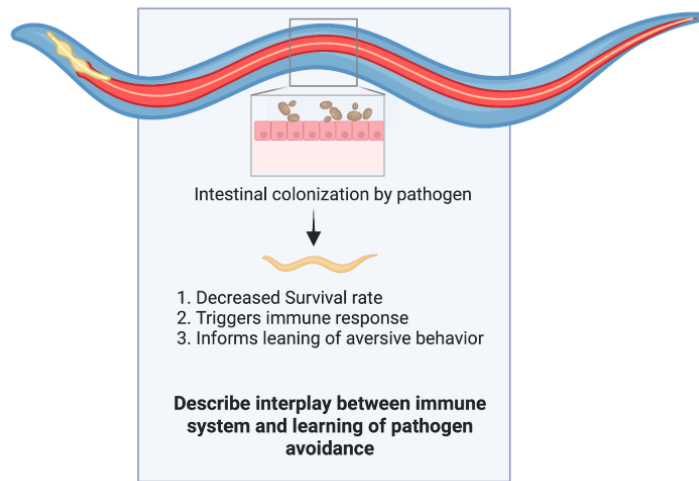 Intestinal colonization by pathogen
1. Decreased Survival rate
2. Triggers immune response
3. Informs leaning of aversive behavior
Describe interplay between immune
system and learning of pathogen
avoidance